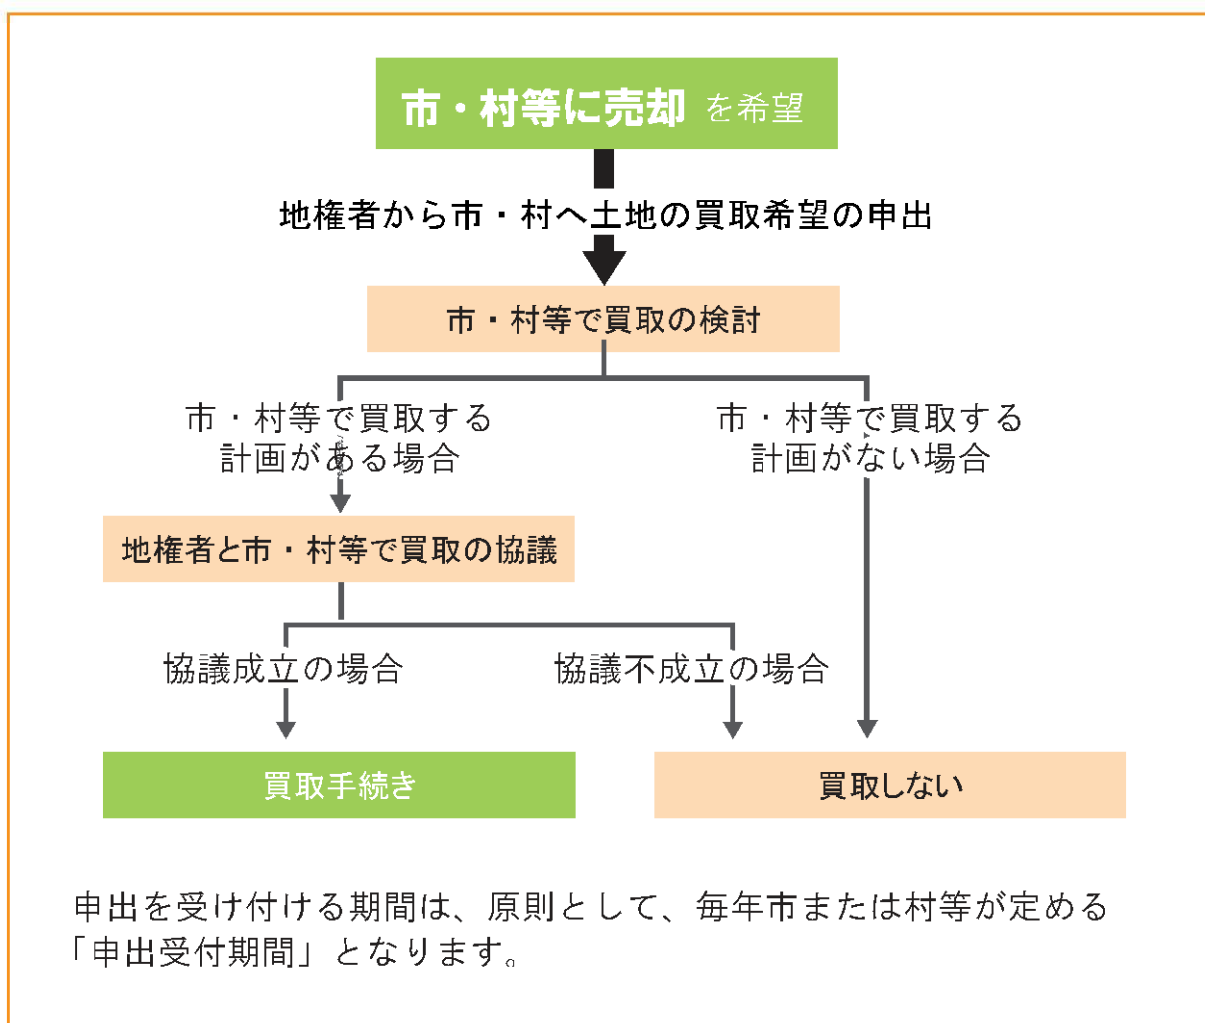 市・村等に売却 を希望
地権者から市・村へ土地の買取希望の申出
市・村等で買取の検討
市・村等で買取する
計画がある場合
市・村等で買取する
計画がない場合
地権者と市・村等で買取の協議
協議成立の場合
協議不成立の場合
買取手続き
買取しない
申出を受け付ける期間は、原則として、毎年市または村等が定める
「申出受付期間」となります。